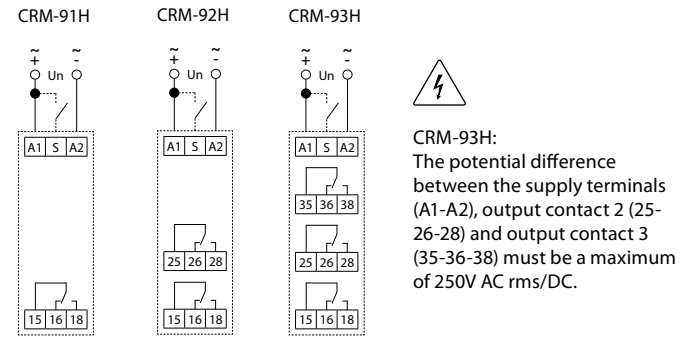 CRM-91H
CRM-92H
CRM-93H
~ ~
+ -
Un
~ ~
+ -
Un
~ ~
+ -
Un
A1 S A2
A1 S A2
A1 S A2
35 36 38
25 26 28
25 26 28
15 16 18
15 16 18
15 16 18
CRM-93H:
The potential difference
between the supply terminals
(A1-A2), output contact 2 (25-
26-28) and output contact 3
(35-36-38) must be a maximum
of 250V AC rms/DC.